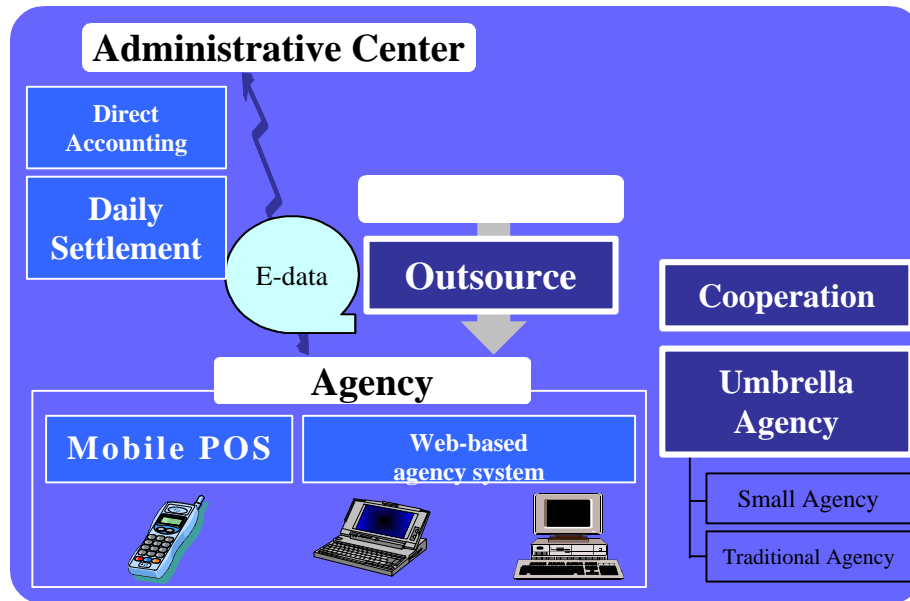 Administrative Center
Direct
Accounting
Daily
Settlement
E-data
Outsource
Cooperation
Umbrella
Agency
Agency
Mobile POS
Web-based
agency system
Small Agency
Traditional Agency